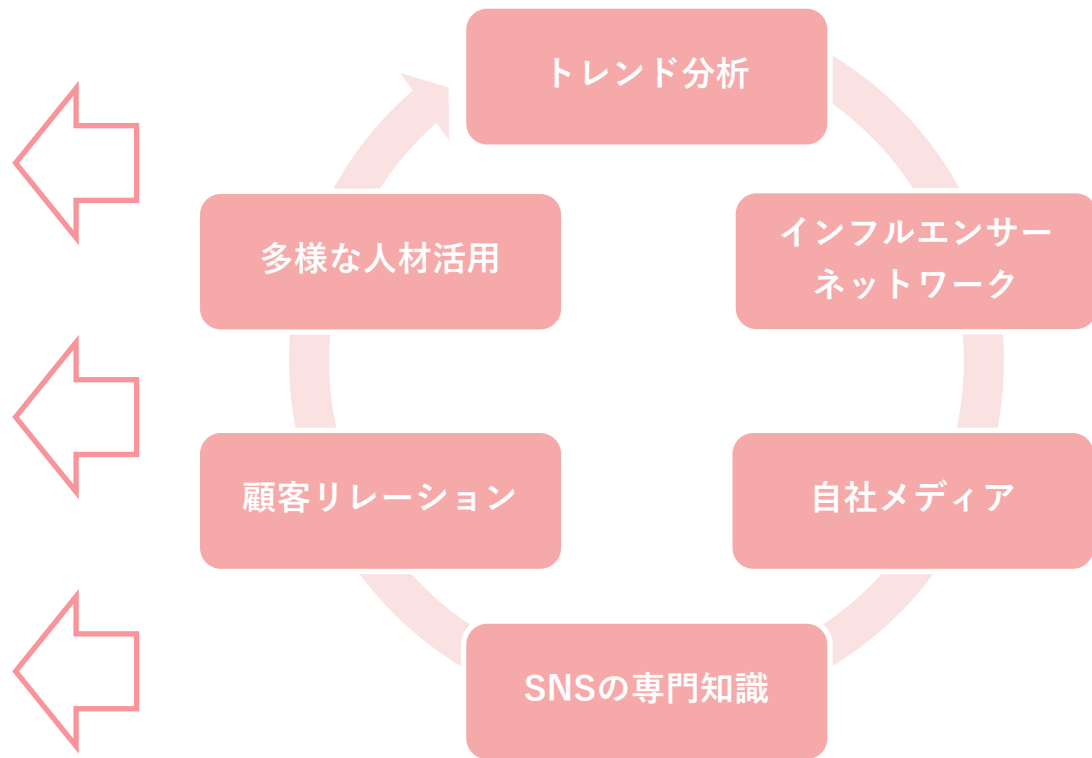 トレンド分析
多様な人材活用
インフルエンサー
ネットワーク
顧客リレーション
自社メディア
SNSの専門知識